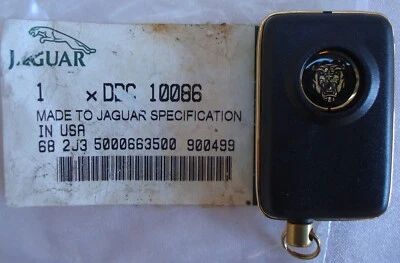 JAGUAR
1 × DBC 10086
MADE TO JAGUAR SPECIFICATION
IN USA
68 2J3 5000663500 900499